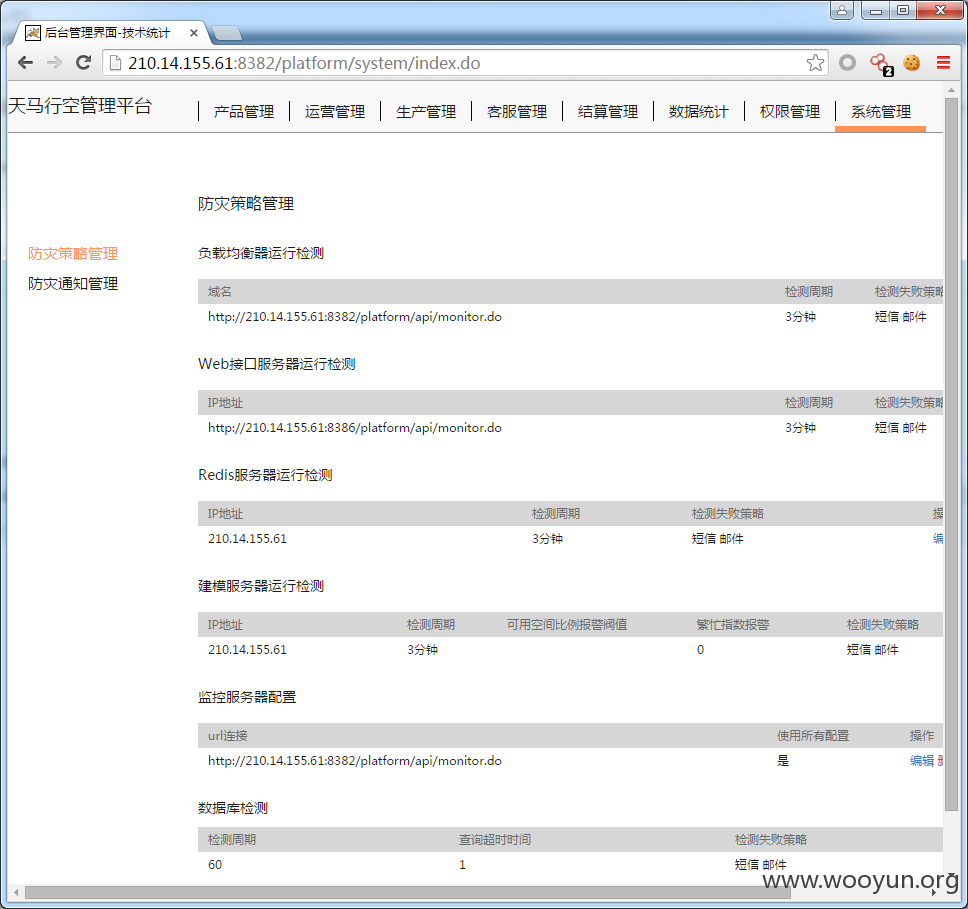 后台管理界面-技术统计
210.14.155.61:8382/platform/system/index.do
2
天马行空管理平台 产品管理 运营管理 生产管理 客服管理 结算管理 数据统计 权限管理 系统管理
防灾策略管理
防灾策略管理
防灾通知管理
负载均衡器运行检测
域名 检测周期 检测失败策略
http://210.14.155.61:8382/platform/api/monitor.do 3分钟 短信 邮件
Web接口服务器运行检测
IP地址 检测周期 检测失败策略
http://210.14.155.61:8386/platform/api/monitor.do 3分钟 短信 邮件
Redis服务器运行检测
IP地址 检测周期 检测失败策略
210.14.155.61 3分钟 短信 邮件
建模服务器运行检测
IP地址 检测周期 可用空间比例报警阀值 繁忙指数报警 检测失败策略
210.14.155.61 3分钟 0 短信 邮件
监控服务器配置
url连接 使用所有配置 操作
http://210.14.155.61:8382/platform/api/monitor.do 是 编辑
数据库检测
检测周期 查询超时时间 检测失败策略
60 1 短信 邮件
www.wooyun.org